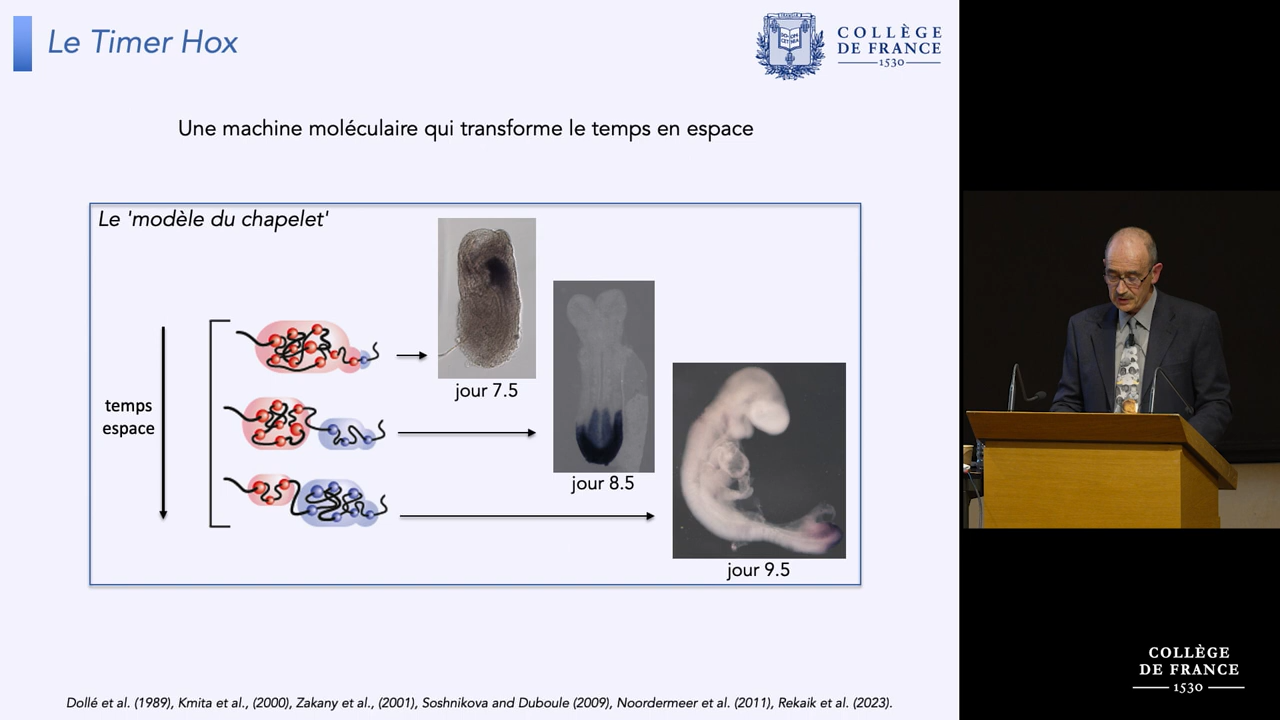 Le Timer Hox
COLLÈGE
DE FRANCE
1530
Une machine moléculaire qui transforme le temps en espace
Le 'modèle du chapelet'
jour 7.5
temps
espace
jour 8.5
jour 9.5
Dollé et al. (1989), Kmita et al., (2000), Zakany et al., (2001), Soshnikova and Duboule (2009), Noordermeer et al. (2011), Rekaik et al. (2023).
COLLÈGE
DE FRANCE
1530